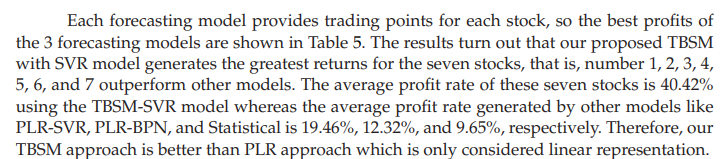 Each forecasting model provides trading points for each stock, so the best profits of
the 3 forecasting models are shown in Table 5. The results turn out that our proposed TBSM
with SVR model generates the greatest returns for the seven stocks, that is, number 1, 2, 3, 4,
5, 6, and 7 outperform other models. The average profit rate of these seven stocks is 40.42%
using the TBSM-SVR model whereas the average profit rate generated by other models like
PLR-SVR, PLR-BPN, and Statistical is 19.46%, 12.32%, and 9.65%, respectively. Therefore, our
TBSM approach is better than PLR approach which is only considered linear representation.